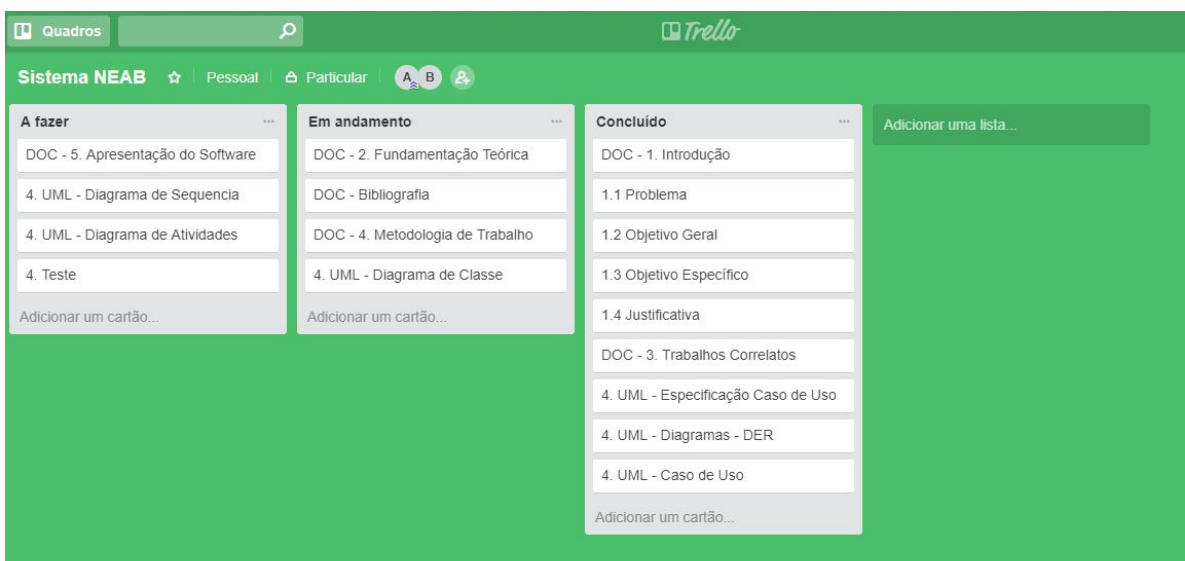 Quadros
Trello
Sistema NEAB
Pessoal
Particular
A
B
A fazer
DOC - 5. Apresentação do Software
4. UML - Diagrama de Sequencia
4. UML - Diagrama de Atividades
4. Teste
Adicionar um cartão...
Em andamento
DOC - 2. Fundamentação Teórica
DOC - Bibliografia
DOC - 4. Metodologia de Trabalho
4. UML - Diagrama de Classe
Adicionar um cartão...
Concluído
DOC - 1. Introdução
1.1 Problema
1.2 Objetivo Geral
1.3 Objetivo Específico
1.4 Justificativa
DOC - 3. Trabalhos Correlatos
4. UML - Especificação Caso de Uso
4. UML - Diagramas - DER
4. UML - Caso de Uso
Adicionar um cartão...
Adicionar uma lista...